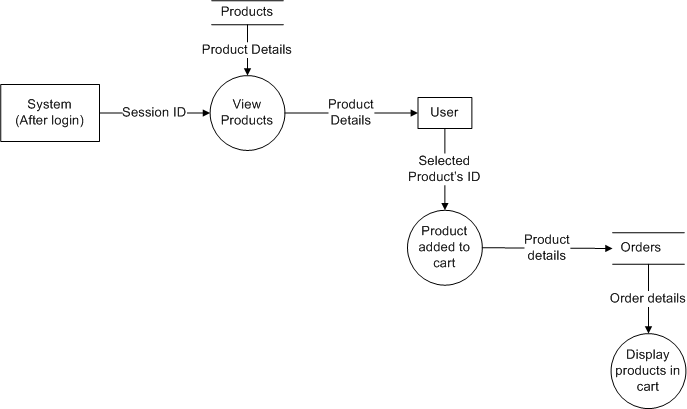 Products
Product Details
System
(After login)
Session ID
View
Products
Product
Details
User
Selected
Product's ID
Product
added to
cart
Product
details
Orders
Order details
Display
products in
cart